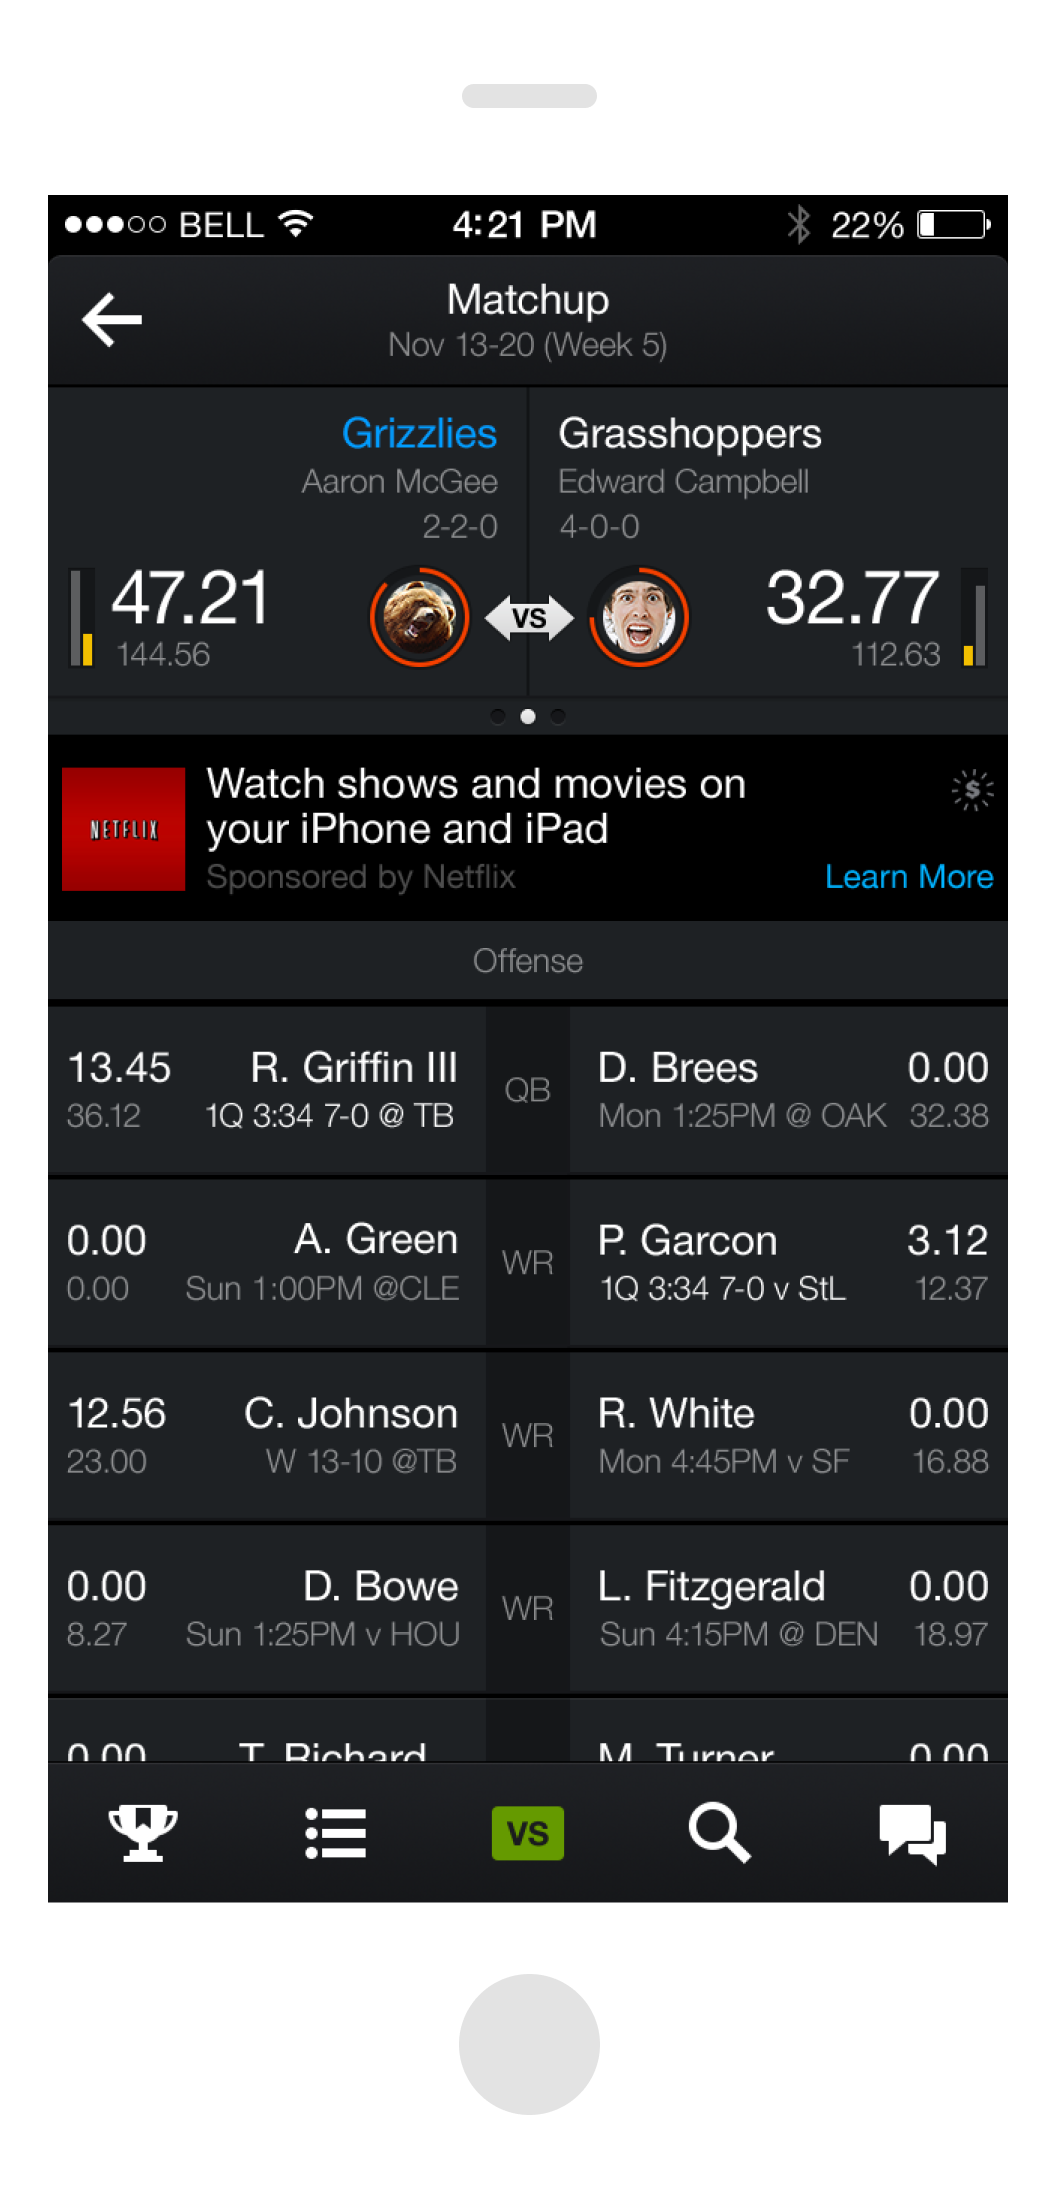 BELL 4:21 PM 22%
Matchup
Nov 13-20 (Week 5)
Grizzlies
Aaron McGee
2-2-0
47.21
144.56
VS
Grasshoppers
Edward Campbell
4-0-0
32.77
112.63
NETFLIX
Watch shows and movies on
your iPhone and iPad
Sponsored by Netflix
$
Learn More
Offense
13.45 R. Griffin III QB D. Brees 0.00
36.12 1Q 3:34 7-0 @ TB Mon 1:25PM @ OAK 32.38
0.00 A. Green WR P. Garcon 3.12
0.00 Sun 1:00PM @CLE 1Q 3:34 7-0 v StL 12.37
12.56 C. Johnson WR R. White 0.00
23.00 W 13-10 @TB Mon 4:45PM v SF 16.88
0.00 D. Bowe WR L. Fitzgerald 0.00
8.27 Sun 1:25PM v HOU Sun 4:15PM @ DEN 18.97
0.00 T. Richard M. Turner 0.00
VS